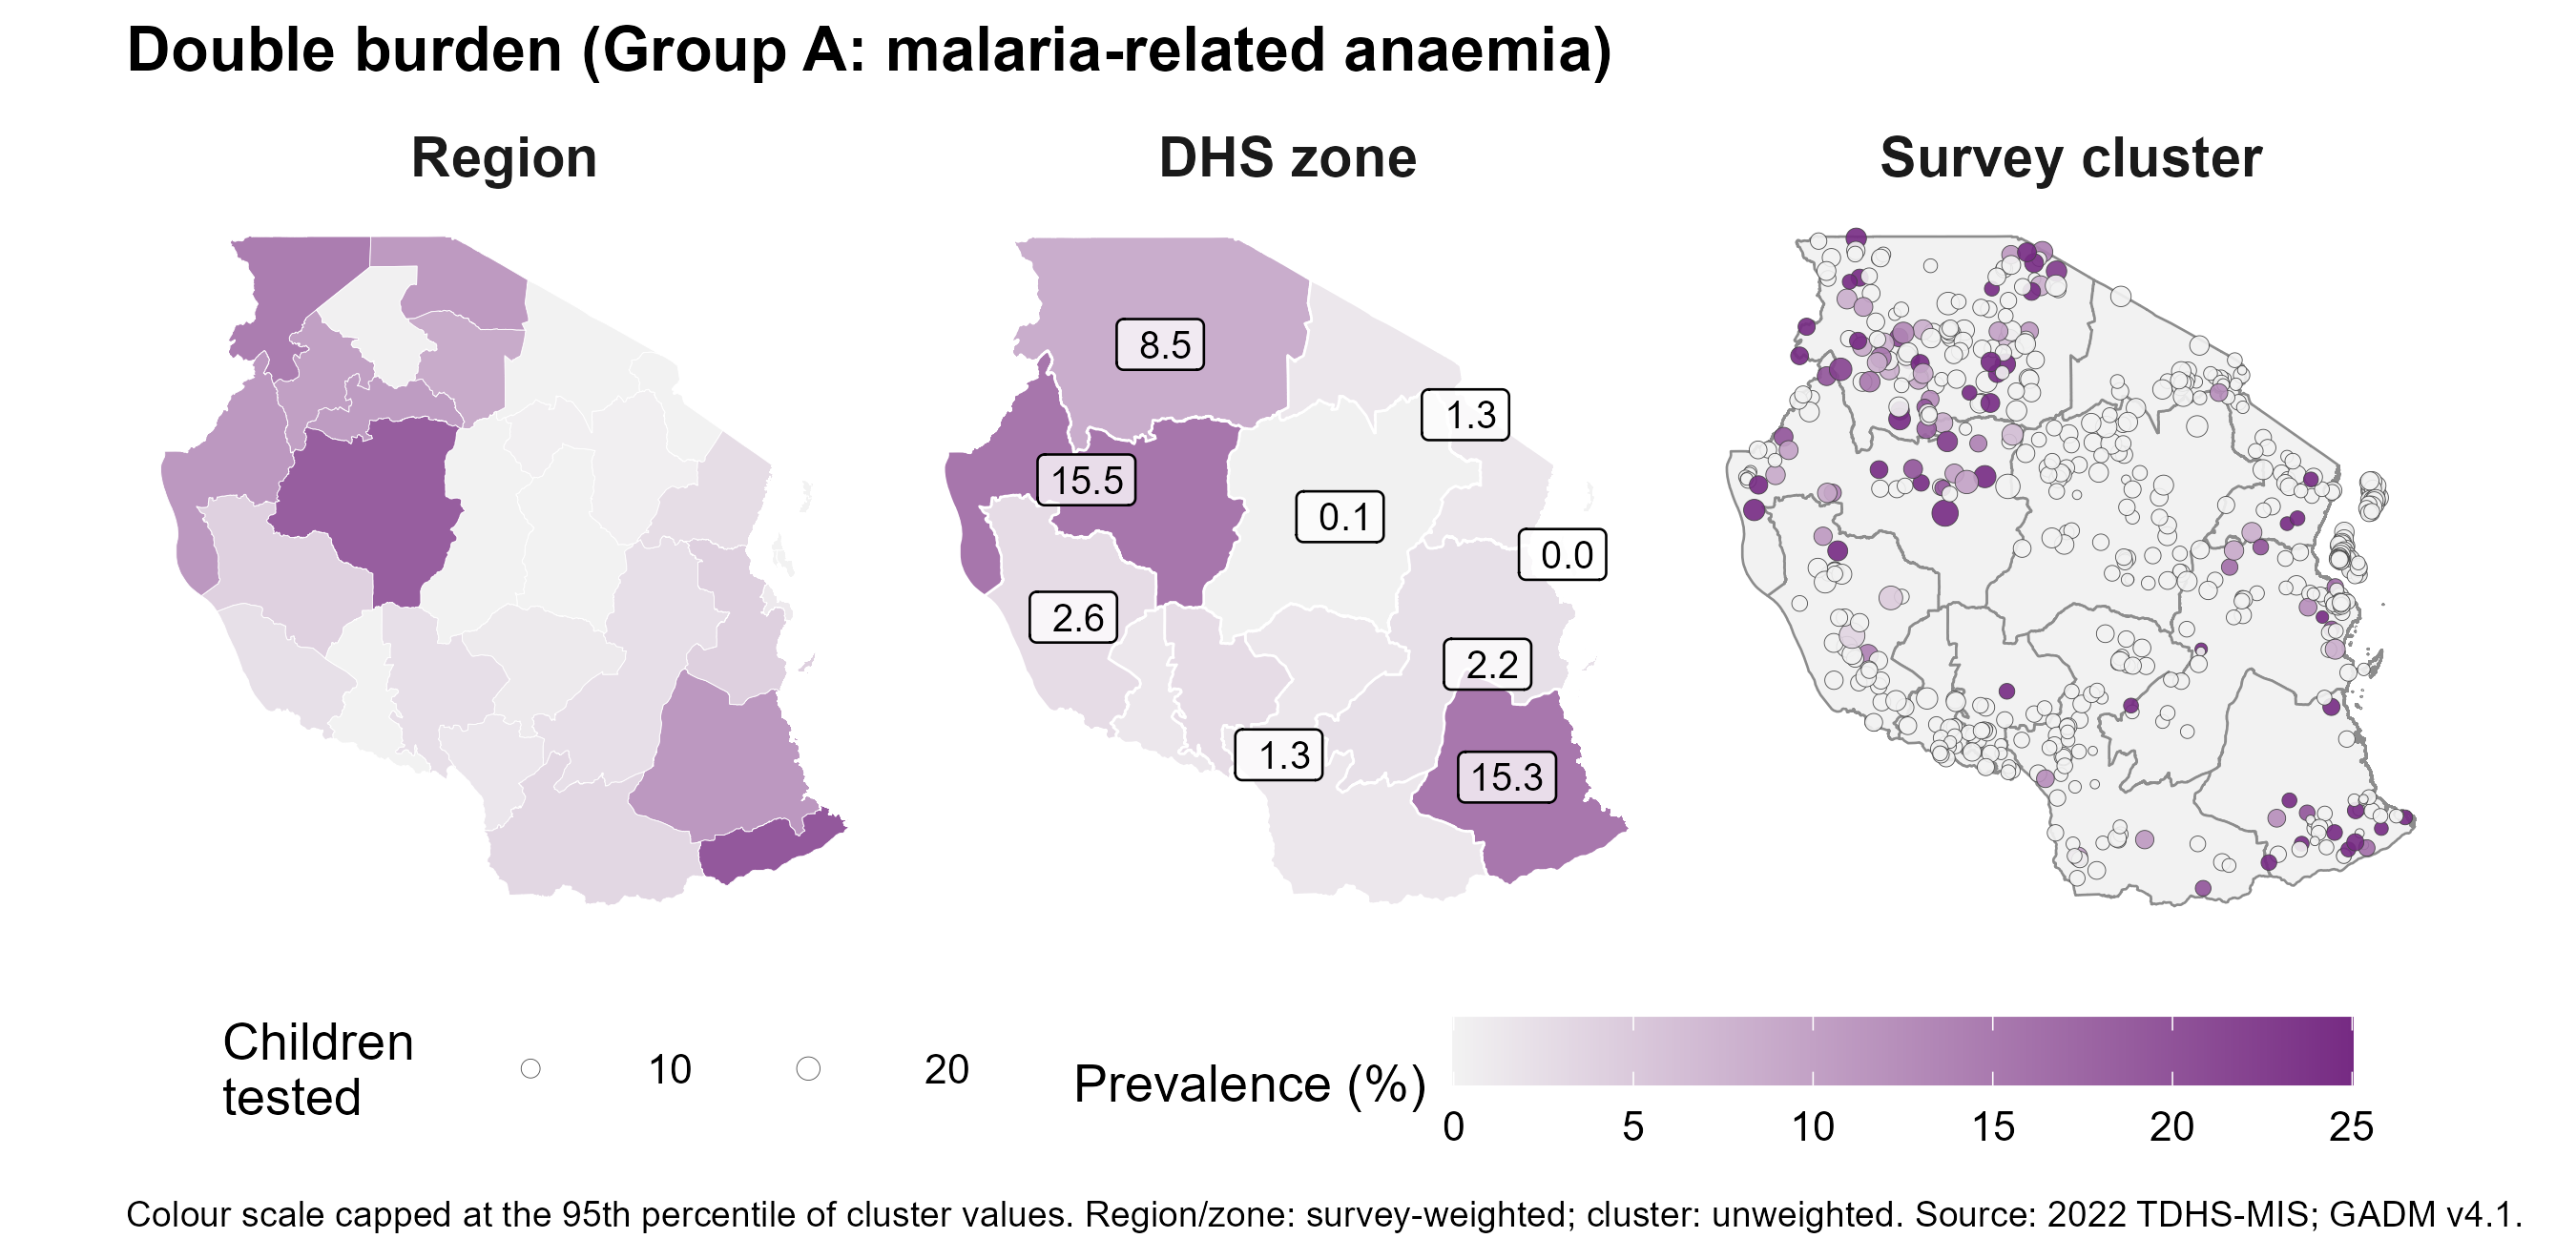 Double burden (Group A: malaria-related anaemia)
Region
DHS zone
Survey cluster
8.5
1.3
15.5
0.1
0.0
2.6
2.2
1.3
15.3
Children
tested
10
20
Prevalence (%)
0 5 10 15 20 25
Colour scale capped at the 95th percentile of cluster values. Region/zone: survey-weighted; cluster: unweighted. Source: 2022 TDHS-MIS; GADM v4.1.